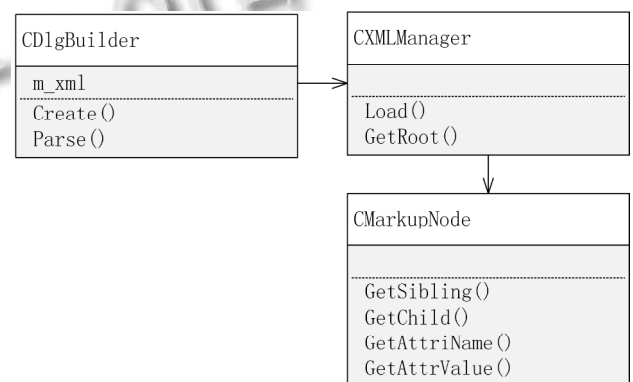 CDlgBuilder
m_xml
Create()
Parse()
CXMLManager
Load()
GetRoot()
CMarkupNode
GetSibling()
GetChild()
GetAttriName()
GetAttrValue()